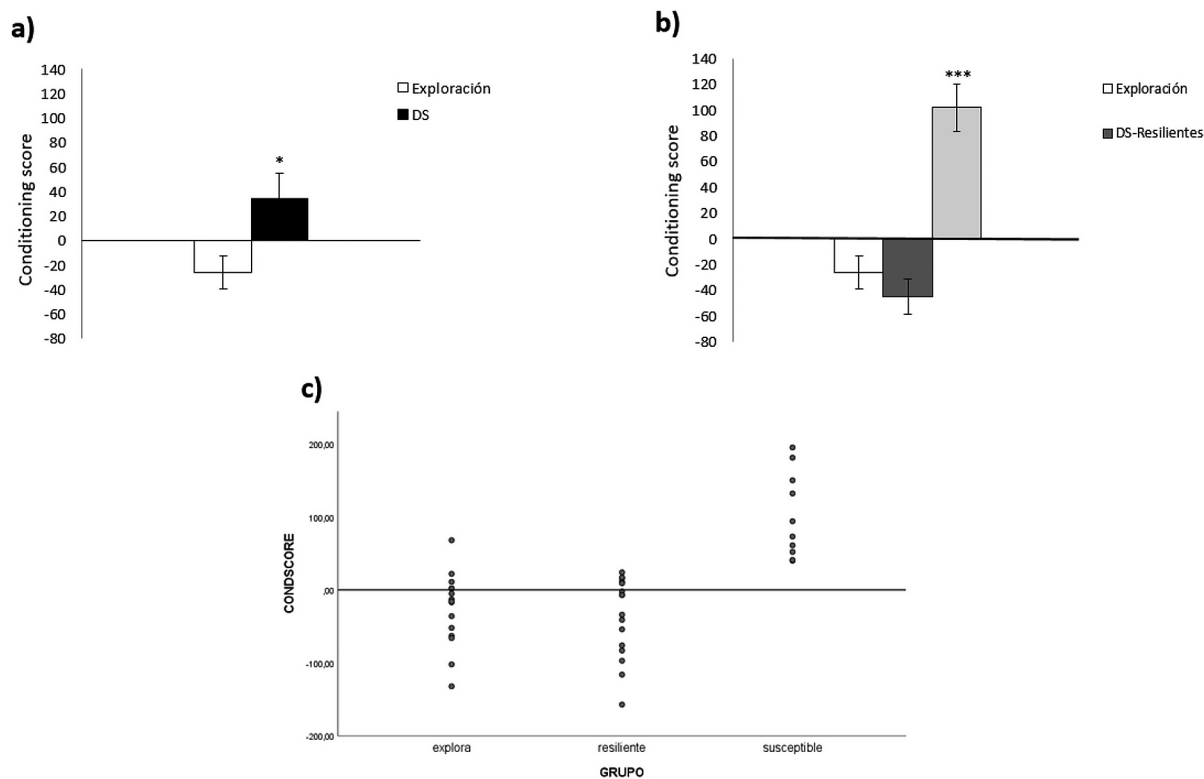 a)
140
120
100
80
60
40
20
0
-20
-40
-60
-80
Conditioning score
*
Exploración
DS
b)
140
120
100
80
60
40
20
0
-20
-40
-60
-80
Conditioning score
***
Exploración
DS-Resilientes
c)
200,00
100,00
,00
-100,00
-200,00
CONDSCORE
explora resiliente susceptible
GRUPO